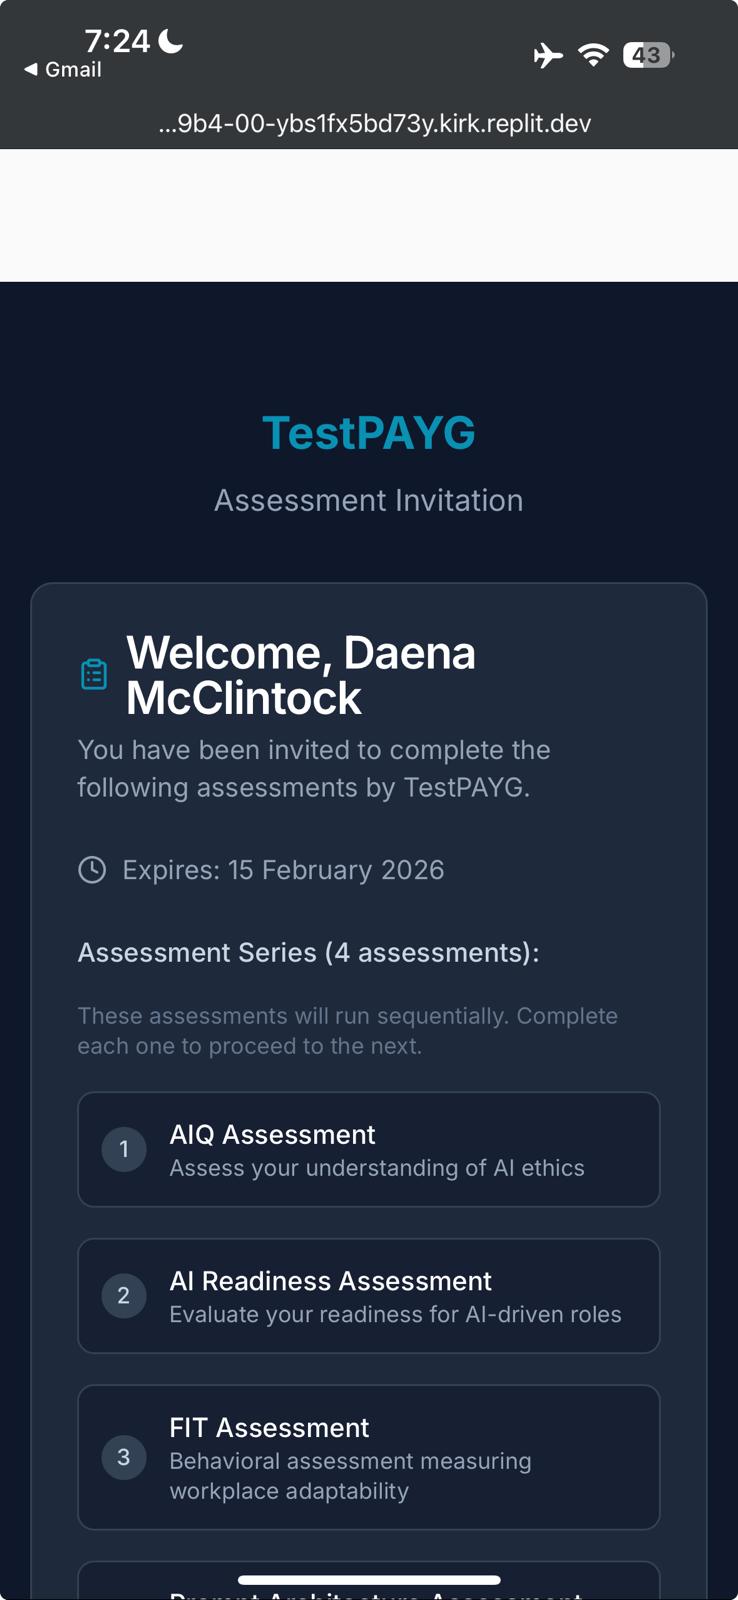 7:24
◀ Gmail
43
...9b4-00-ybs1fx5bd73y.kirk.replit.dev
TestPAYG
Assessment Invitation
Welcome, Daena
McClintock
You have been invited to complete the
following assessments by TestPAYG.
Expires: 15 February 2026
Assessment Series (4 assessments):
These assessments will run sequentially. Complete
each one to proceed to the next.
1
AIQ Assessment
Assess your understanding of AI ethics
2
AI Readiness Assessment
Evaluate your readiness for AI-driven roles
3
FIT Assessment
Behavioral assessment measuring
workplace adaptability
Prompt Architecture Assessment